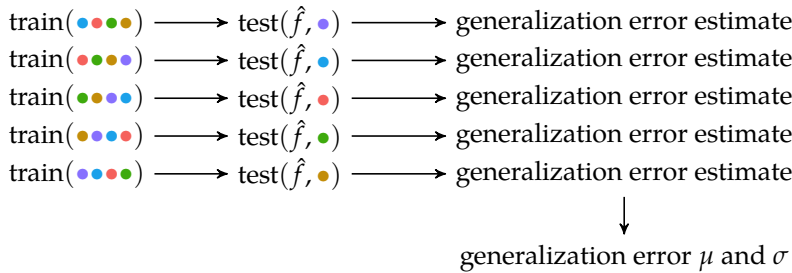 train(● ● ● ●) → test(f̂, ●) → generalization error estimate
train(● ● ● ●) → test(f̂, ●) → generalization error estimate
train(● ● ● ●) → test(f̂, ●) → generalization error estimate
train(● ● ● ●) → test(f̂, ●) → generalization error estimate
train(● ● ● ●) → test(f̂, ●) → generalization error estimate
generalization error μ and σ